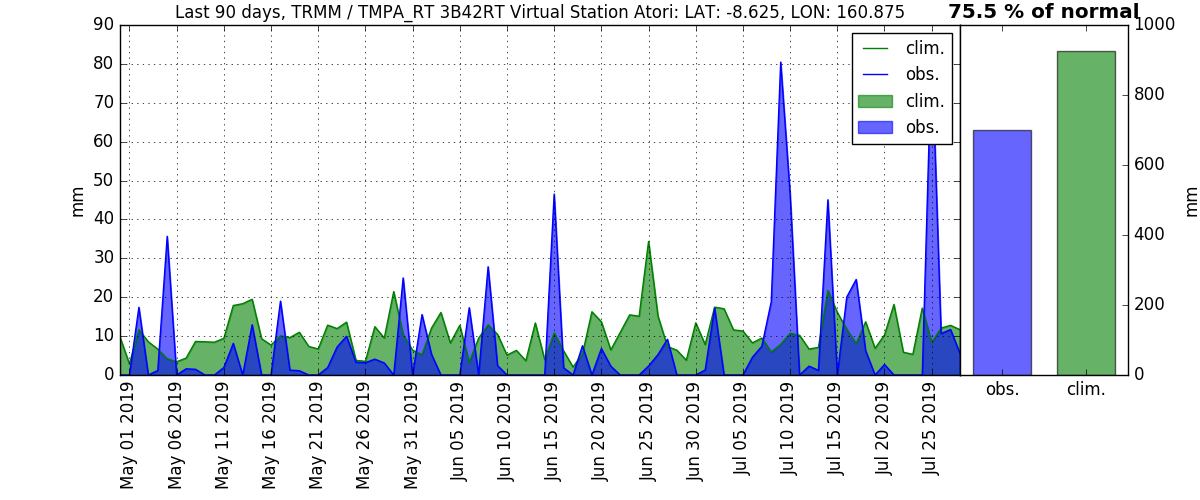 Last 90 days, TRMM / TMPA_RT 3B42RT Virtual Station Atori: LAT: -8.625, LON: 160.875
75.5 % of normal
90
80
70
60
50
40
30
20
10
0
mm
clim.
obs.
clim.
obs.
May 01 2019
May 06 2019
May 11 2019
May 16 2019
May 21 2019
May 26 2019
May 31 2019
Jun 05 2019
Jun 10 2019
Jun 15 2019
Jun 20 2019
Jun 25 2019
Jun 30 2019
Jul 05 2019
Jul 10 2019
Jul 15 2019
Jul 20 2019
Jul 25 2019
1000
800
600
400
200
0
mm
obs.
clim.